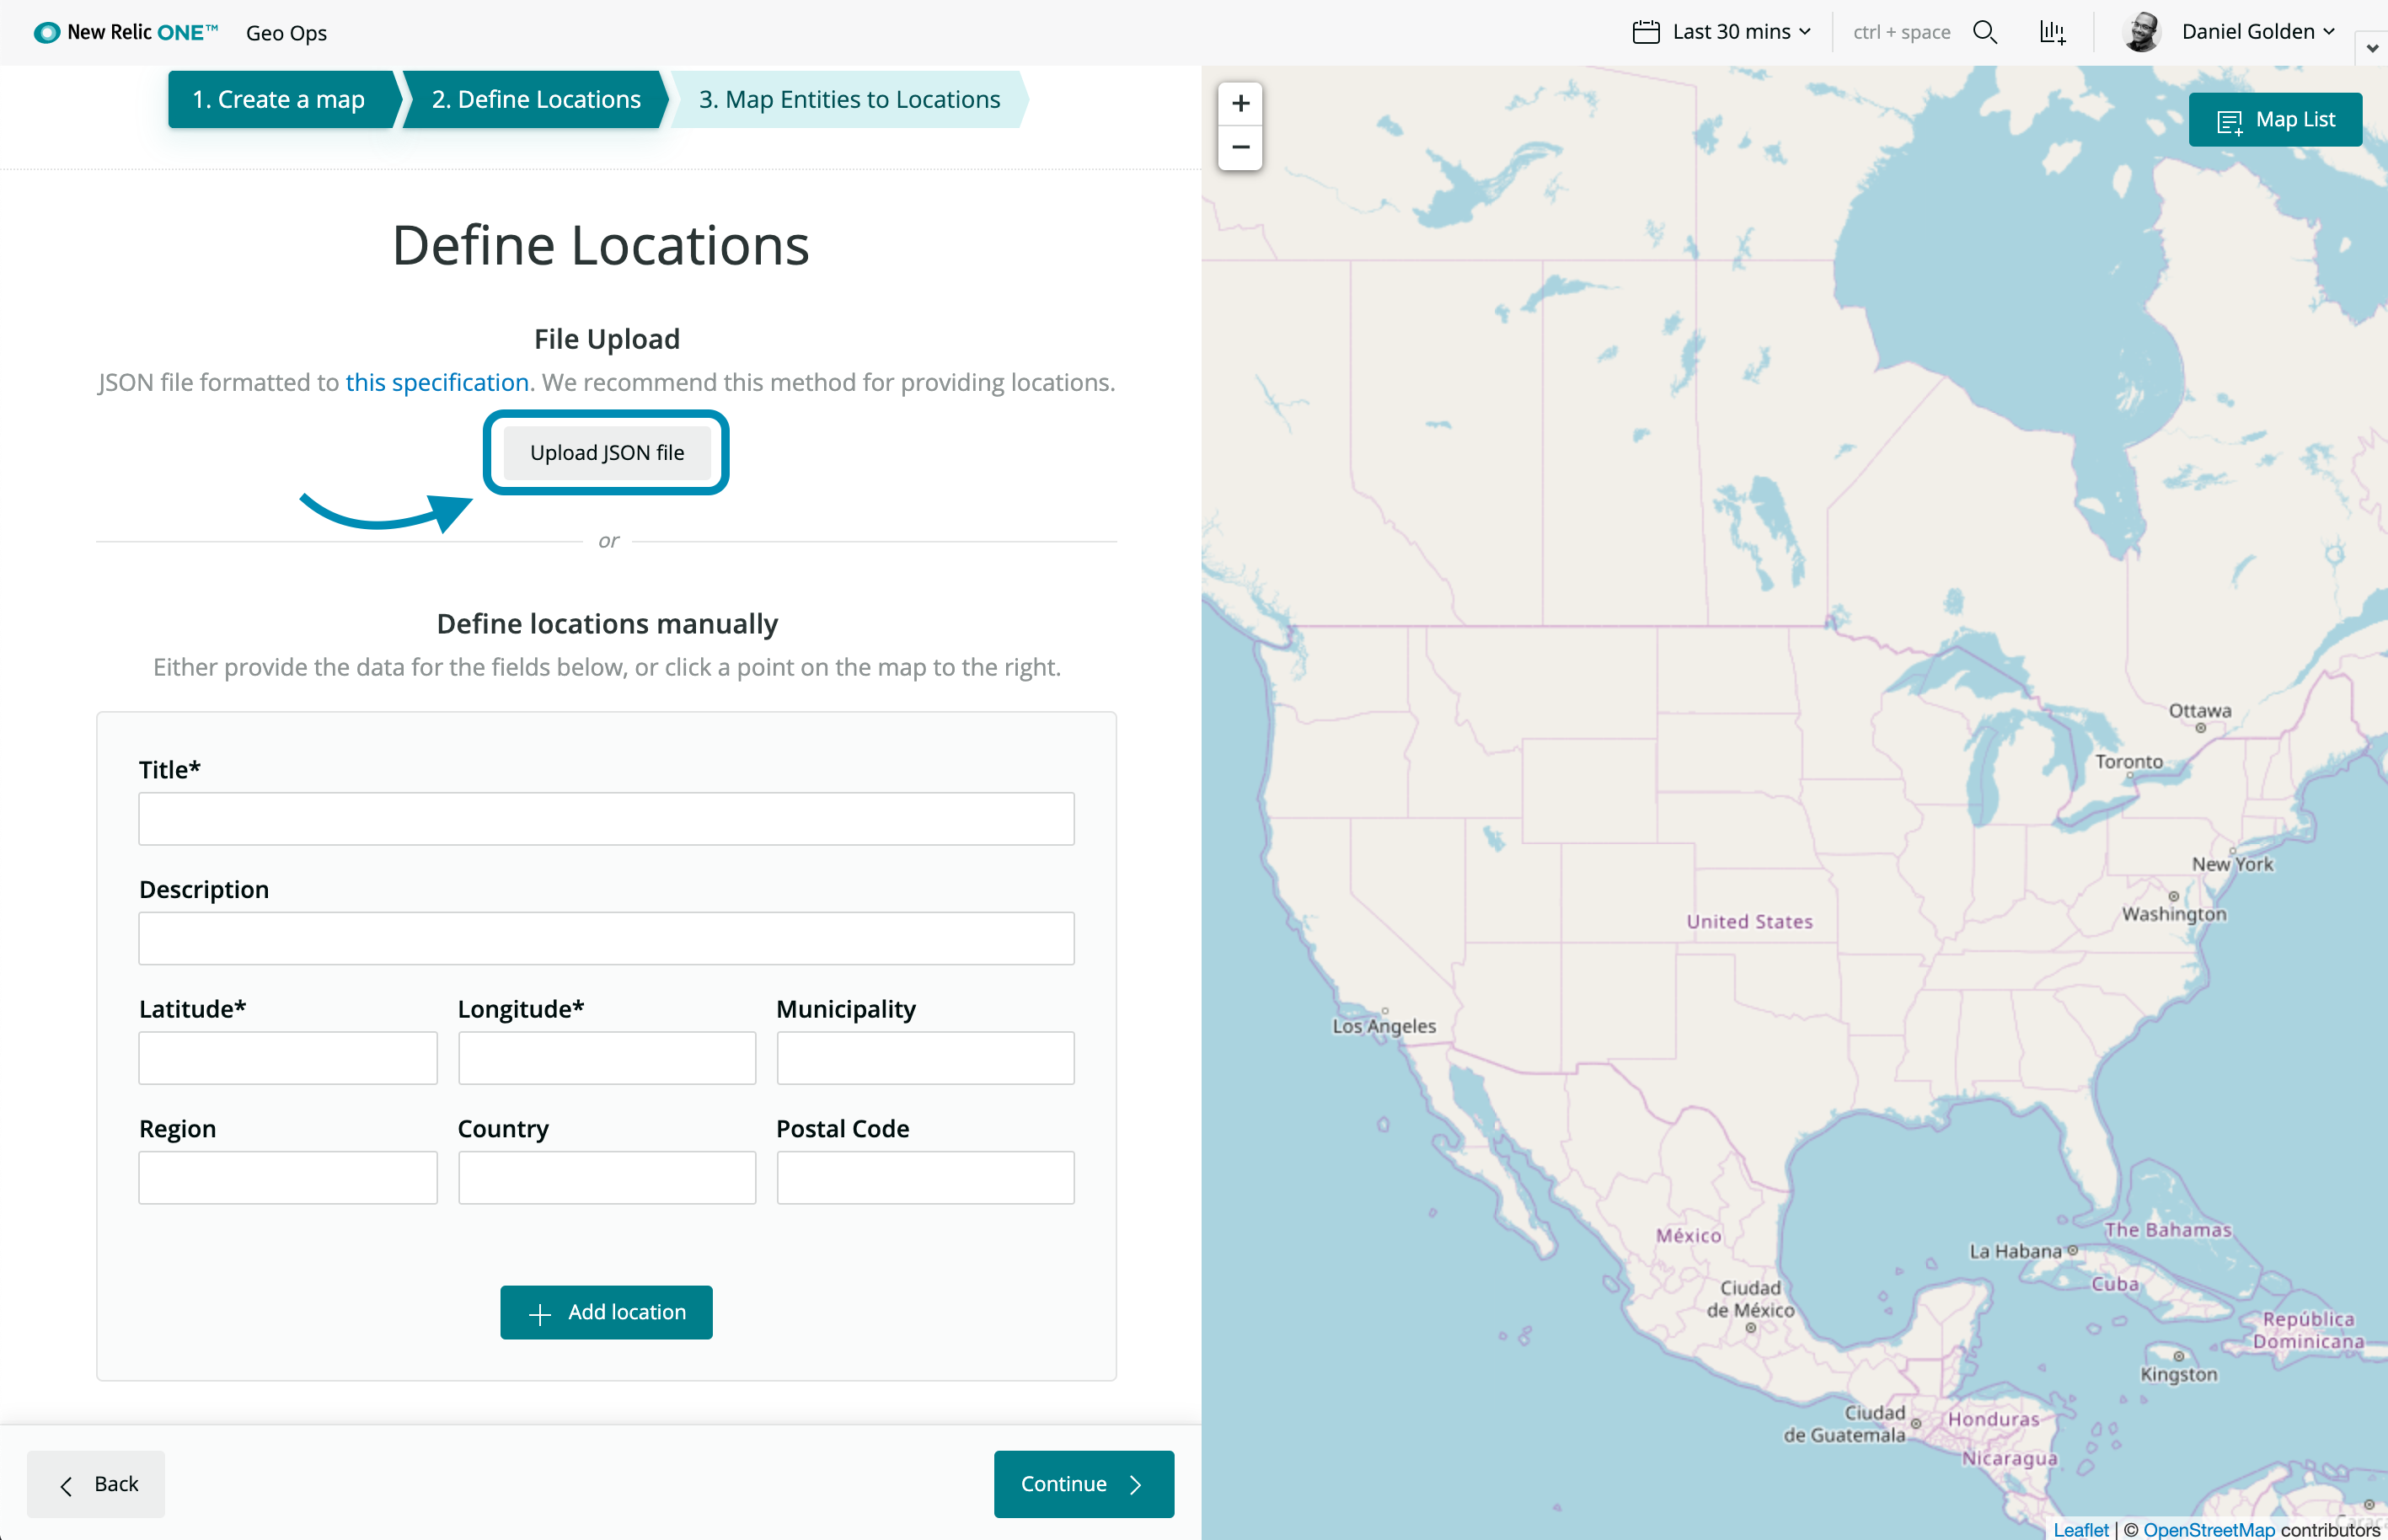 New Relic ONE™ Geo Ops
Last 30 mins
ctrl + space
Daniel Golden
1. Create a map
2. Define Locations
3. Map Entities to Locations
Define Locations
File Upload
JSON file formatted to this specification. We recommend this method for providing locations.
Upload JSON file
or
Define locations manually
Either provide the data for the fields below, or click a point on the map to the right.
Title*
Description
Latitude*
Longitude*
Municipality
Region
Country
Postal Code
+ Add location
Back
Continue
+
−
Map List
Ottawa
Toronto
New York
Washington
United States
Los Angeles
México
The Bahamas
La Habana
Cuba
Ciudad
de México
República
Dominicana
Kingston
Ciudad
de Guatemala
Honduras
Nicaragua
Leaflet | © OpenStreetMap contributors